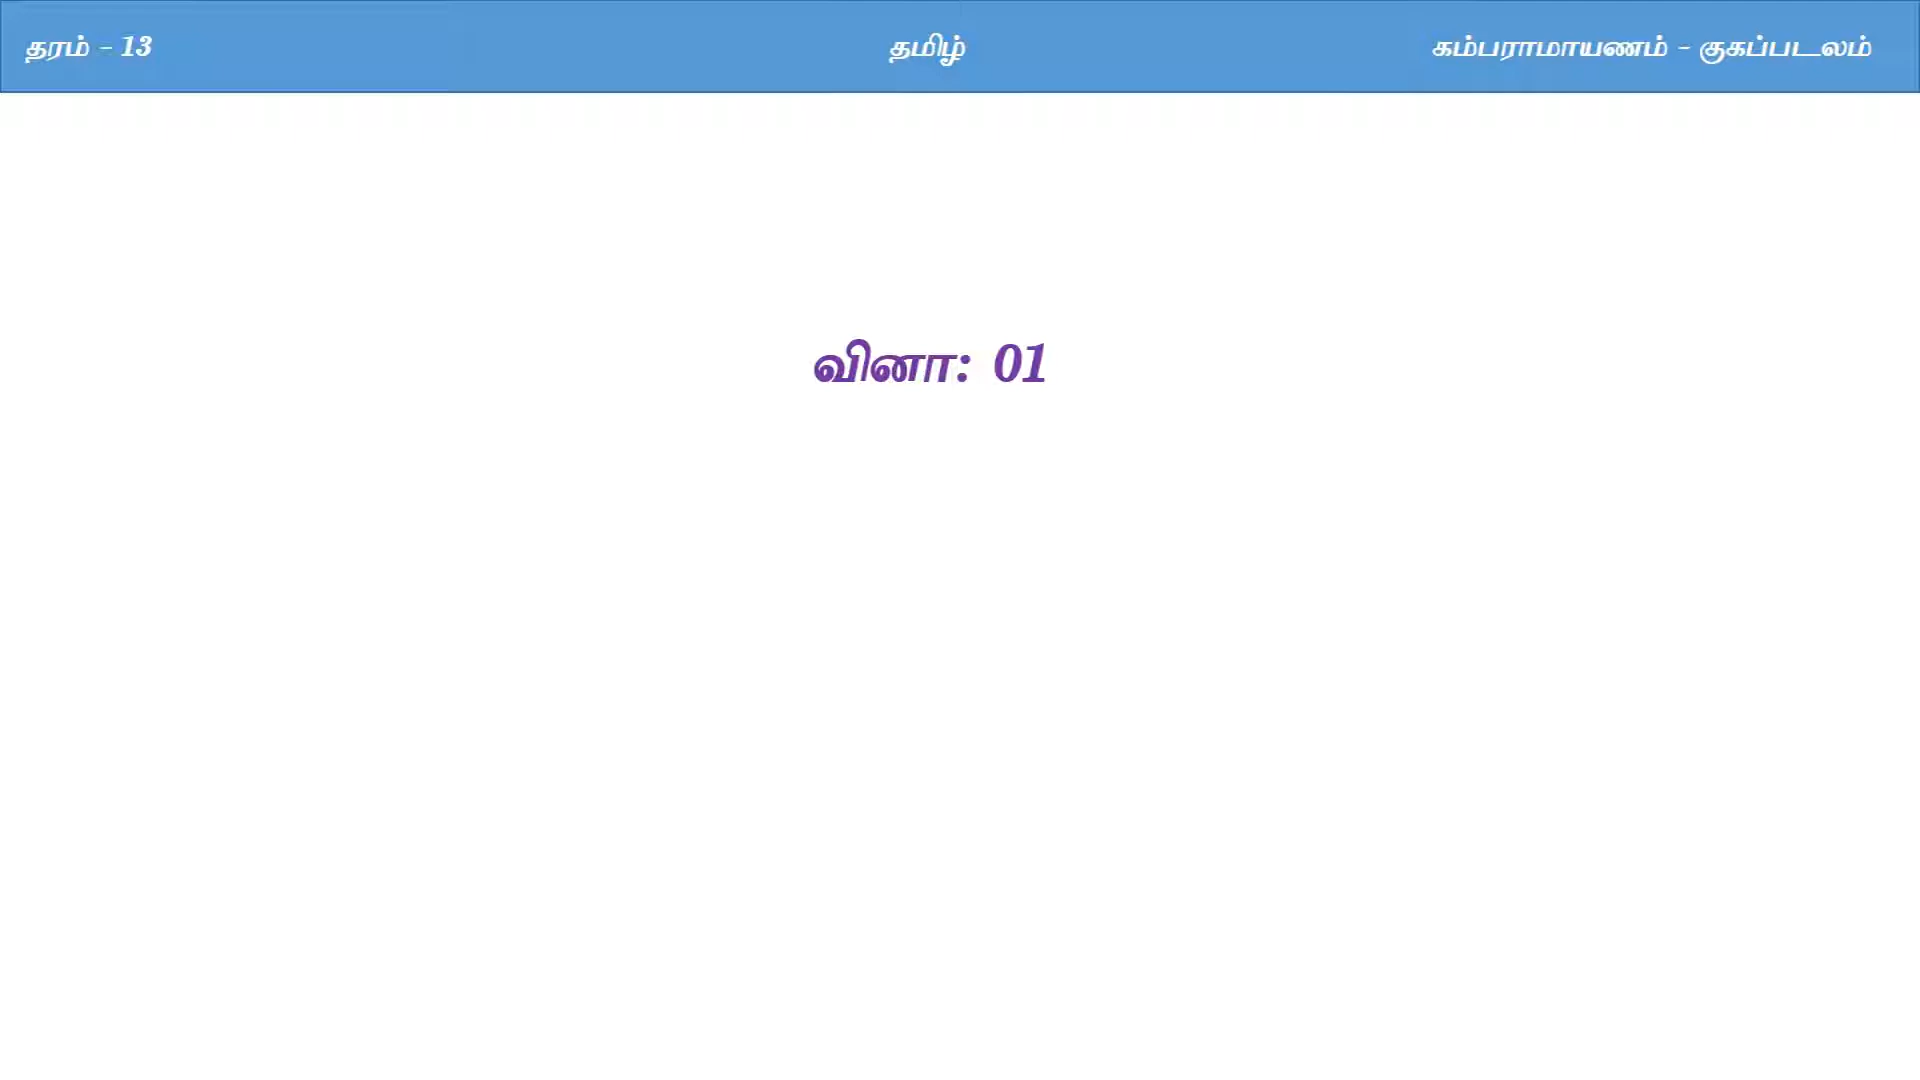 தரம் - 13 தமிழ் கம்பராமாயணம் - குகப்படலம்
வினா: 01